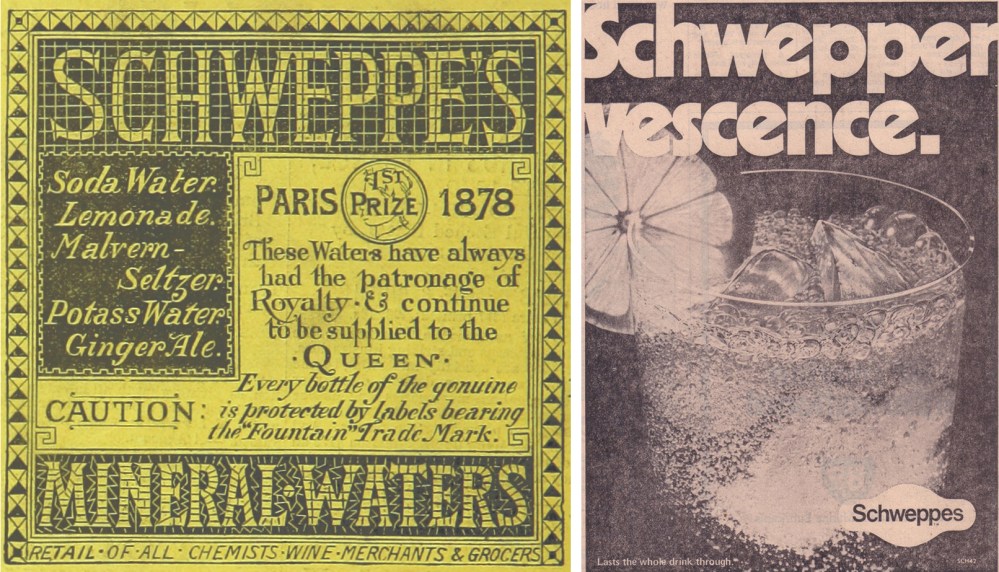 SCHWEPPE'S
Soda Water.
Lemonade.
Malvern-
Seltzer
Potass Water
Ginger Ale.
PARIS 1ST PRIZE 1878
These Waters have always
had the patronage of
Royalty & continue
to be supplied to the
· QUEEN ·
Every bottle of the genuine
CAUTION: is protected by labels bearing
the "Fountain" Trade Mark.
MINERAL-WATERS
RETAIL · OF · ALL · CHEMISTS · WINE · MERCHANTS & GROCERS
Schwepper
vescence.
Schweppes
Lasts the whole drink through.
SCH42